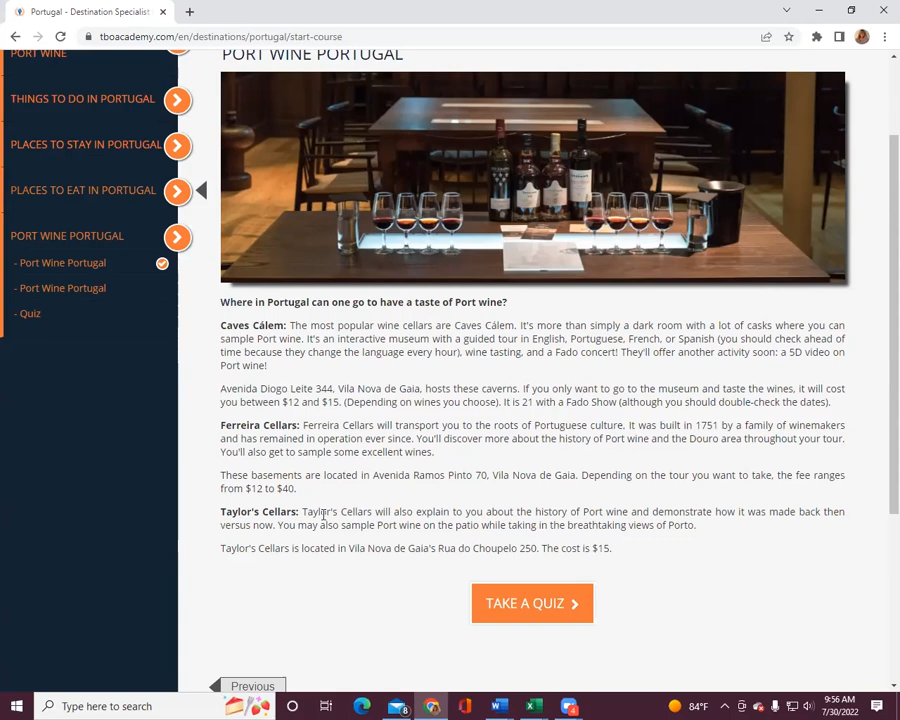 Portugal - Destination Specialist
tboacademy.com/en/destinations/portugal/start-course
PORT WINE
THINGS TO DO IN PORTUGAL
PLACES TO STAY IN PORTUGAL
PLACES TO EAT IN PORTUGAL
PORT WINE PORTUGAL
- Port Wine Portugal
- Port Wine Portugal
- Quiz
PORT WINE PORTUGAL
Where in Portugal can one go to have a taste of Port wine?
Caves Cálem: The most popular wine cellars are Caves Cálem. It's more than simply a dark room with a lot of casks where you can
sample Port wine. It's an interactive museum with a guided tour in English, Portuguese, French, or Spanish (you should check ahead of
time because they change the language every hour), wine tasting, and a Fado concert! They'll offer another activity soon: a 5D video on
Port wine!
Avenida Diogo Leite 344, Vila Nova de Gaia, hosts these caverns. If you only want to go to the museum and taste the wines, it will cost
you between $12 and $15. (Depending on wines you choose). It is 21 with a Fado Show (although you should double-check the dates).
Ferreira Cellars: Ferreira Cellars will transport you to the roots of Portuguese culture. It was built in 1751 by a family of winemakers
and has remained in operation ever since. You'll discover more about the history of Port wine and the Douro area throughout your tour.
You'll also get to sample some excellent wines.
These basements are located in Avenida Ramos Pinto 70, Vila Nova de Gaia. Depending on the tour you want to take, the fee ranges
from $12 to $40.
Taylor's Cellars: Taylor's Cellars will also explain to you about the history of Port wine and demonstrate how it was made back then
versus now. You may also sample Port wine on the patio while taking in the breathtaking views of Porto.
Taylor's Cellars is located in Vila Nova de Gaia's Rua do Choupelo 250. The cost is $15.
TAKE A QUIZ
Previous
Type here to search
8
4
84°F
9:56 AM
7/30/2022